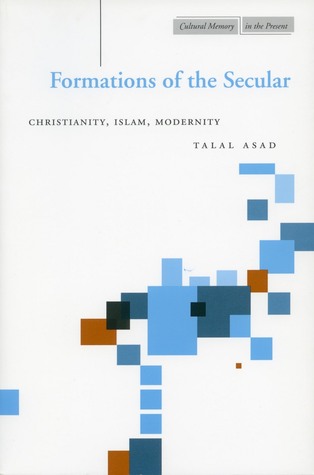 Cultural Memory in the Present
Formations of the Secular
CHRISTIANITY, ISLAM, MODERNITY
TALAL ASAD